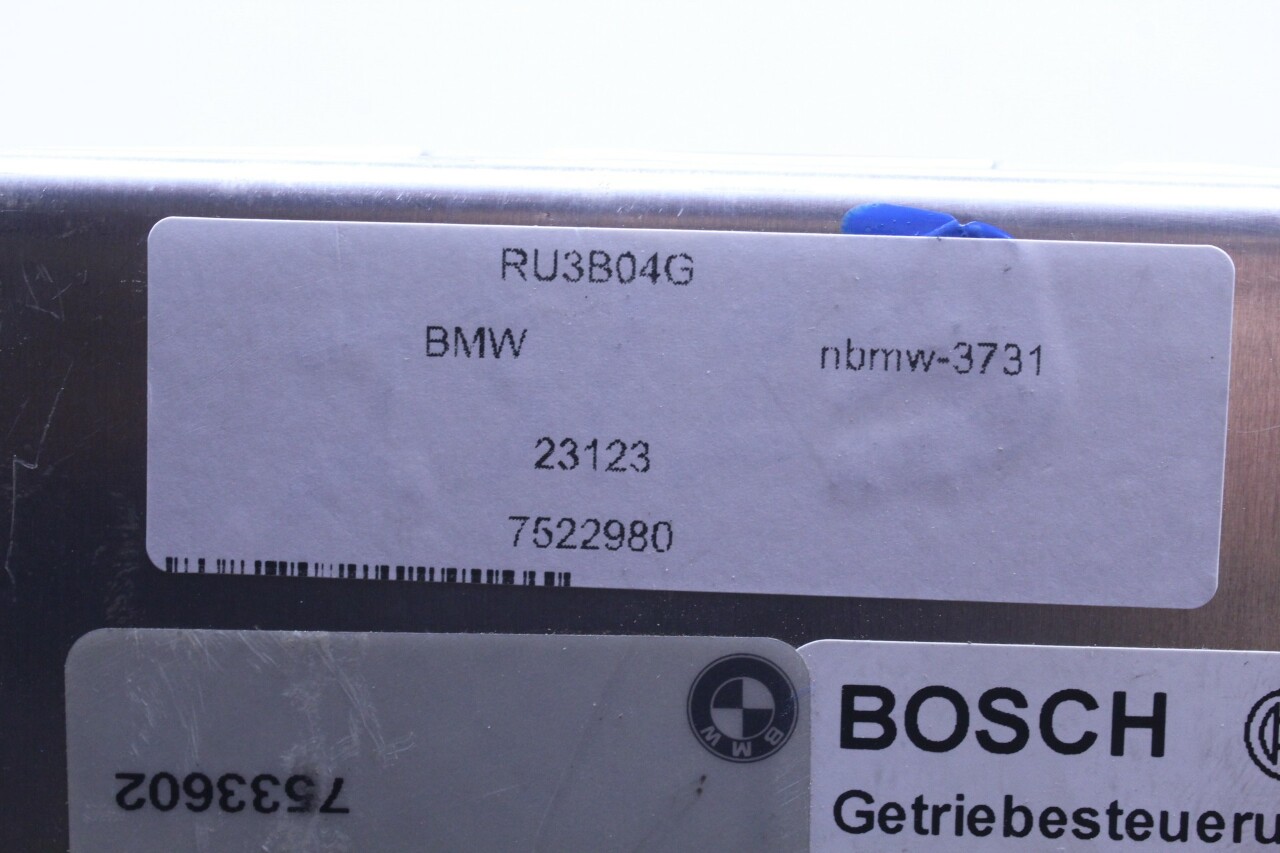 RU3B04G
BMW nbmw-3731
23123
7522980
BMW
7533602
BOSCH
Getriebesteueru